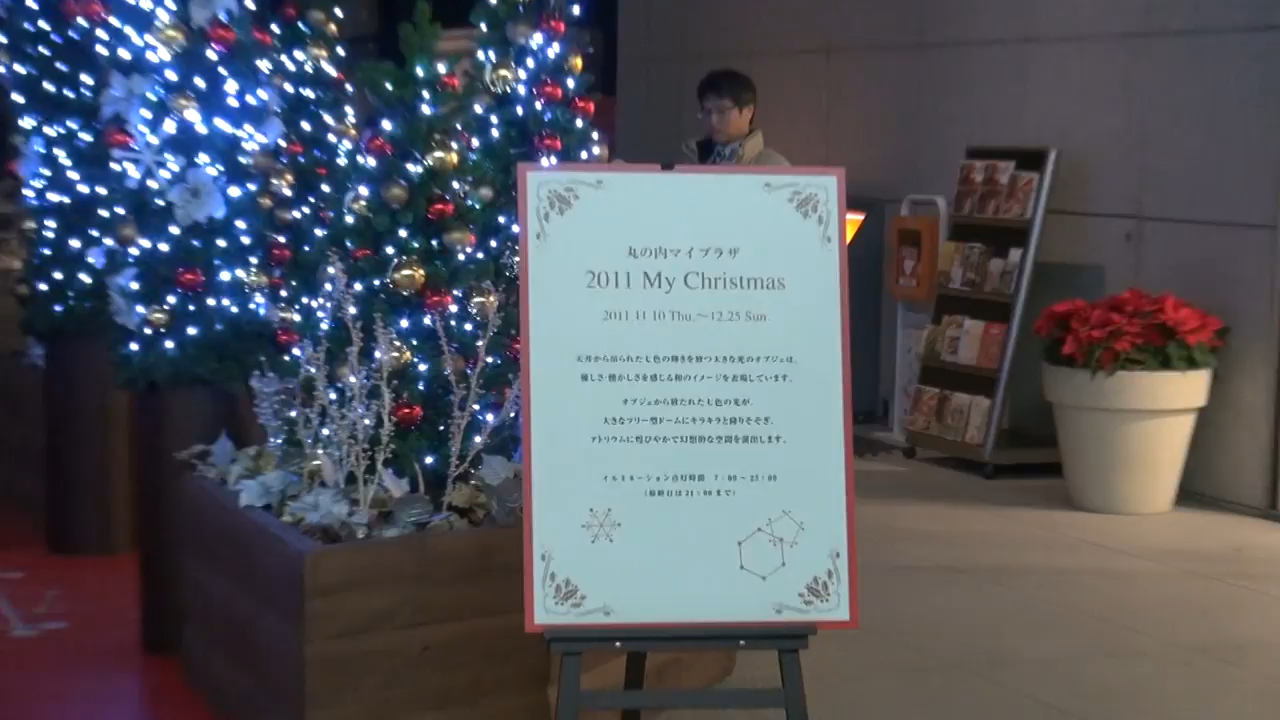 丸の内マイプラザ
2011 My Christmas
2011.11.10 Thu.～12.25 Sun.
天井から吊られた七色の輝きを放つ大きな光のオブジェは、
優しさ・懐かしさを感じる和のイメージを表現しています。
オブジェから放たれた七色の光が、
大きなツリー型ドームにキラキラと降りそそぎ、
アトリウムに煌びやかで幻想的な空間を演出します。
イルミネーション点灯時間 7：00～23：00
（最終日は21：00まで）